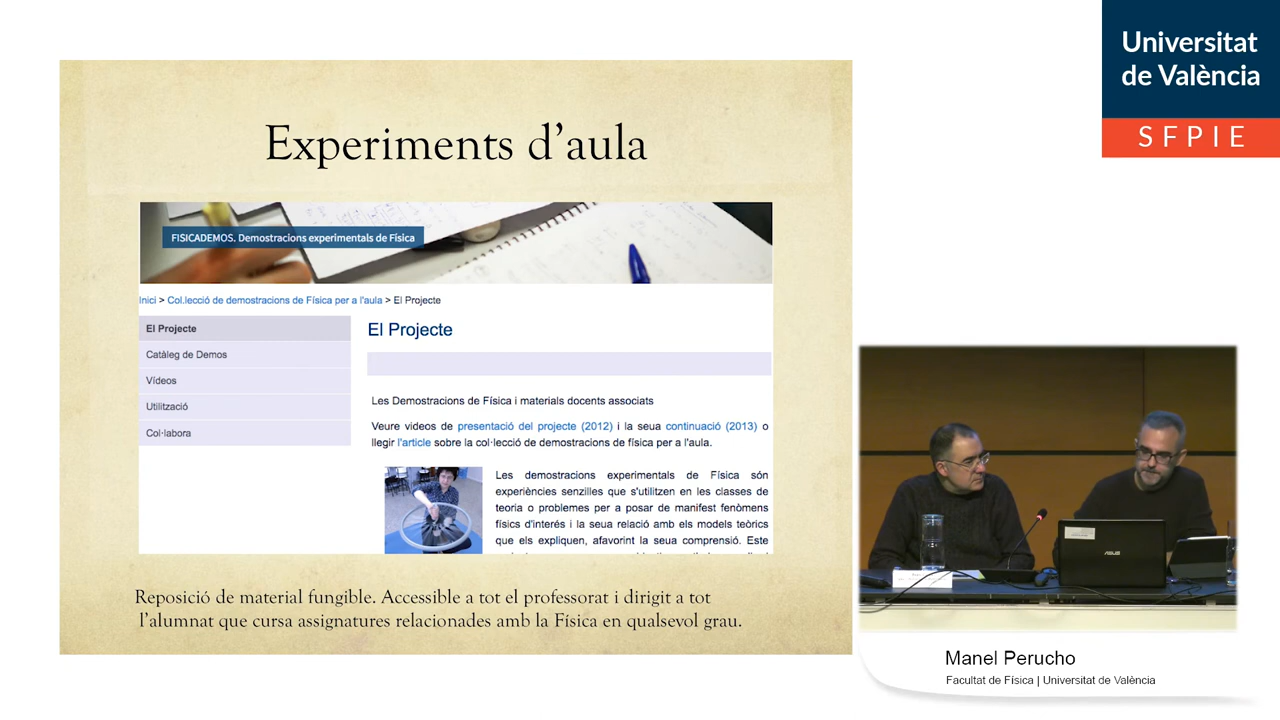 Universitat
de València
SFPIE
Experiments d'aula
FISICADEMOS. Demostracions experimentals de Física
Inici > Col.lecció de demostracions de Física per a l'aula > El Projecte
El Projecte
Catàleg de Demos
Vídeos
Utilització
Col·labora
El Projecte
Les Demostracions de Física i materials docents associats
Veure videos de presentació del projecte (2012) i la seua continuació (2013) o
llegir l'article sobre la col·lecció de demostracions de física per a l'aula.
Les demostracions experimentals de Física són
experiències senzilles que s'utilitzen en les classes de
teoria o problemes per a posar de manifest fenòmens
físics d'interés i la seua relació amb els models teòrics
que els expliquen, afavorint la seua comprensió. Este
Reposició de material fungible. Accessible a tot el professorat i dirigit a tot
l'alumnat que cursa assignatures relacionades amb la Física en qualsevol grau.
ASUS
Manel Perucho
Facultat de Física | Universitat de València